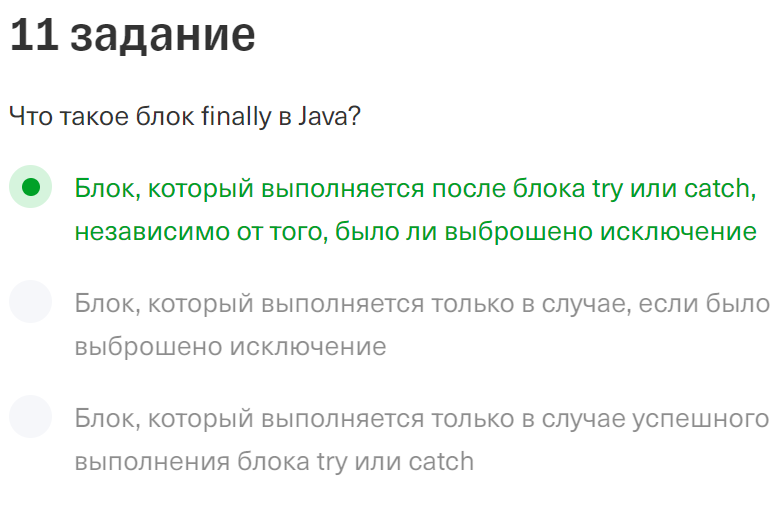 11 задание
Что такое блок finally в Java?
Блок, который выполняется после блока try или catch,
независимо от того, было ли выброшено исключение
Блок, который выполняется только в случае, если было
выброшено исключение
Блок, который выполняется только в случае успешного
выполнения блока try или catch